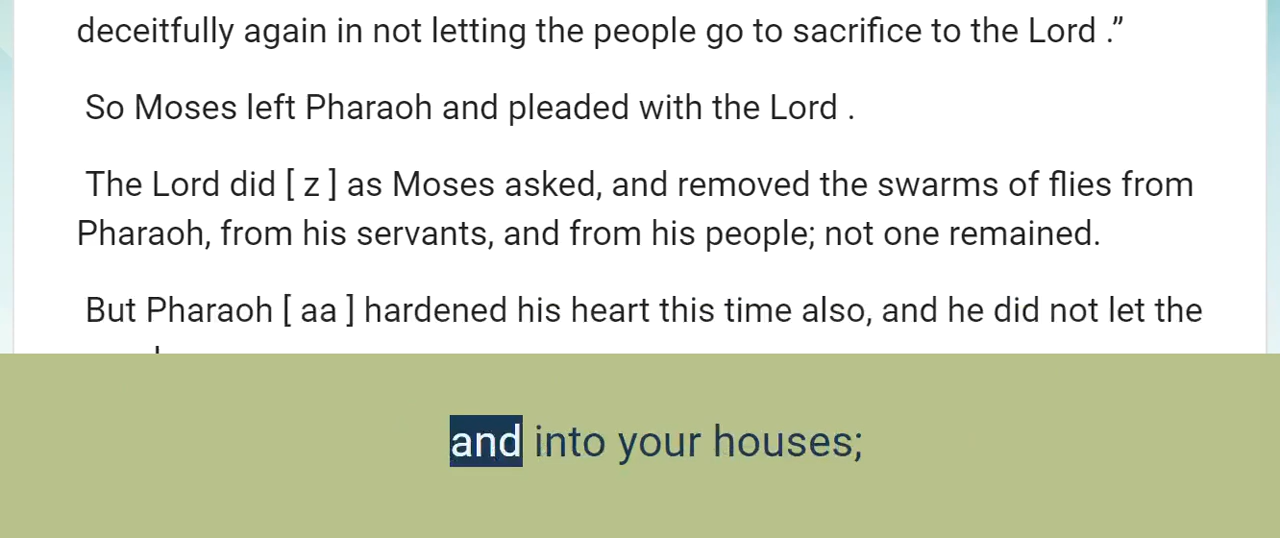 deceitfully again in not letting the people go to sacrifice to the Lord .”
So Moses left Pharaoh and pleaded with the Lord .
The Lord did [ z ] as Moses asked, and removed the swarms of flies from
Pharaoh, from his servants, and from his people; not one remained.
But Pharaoh [ aa ] hardened his heart this time also, and he did not let the
and into your houses;